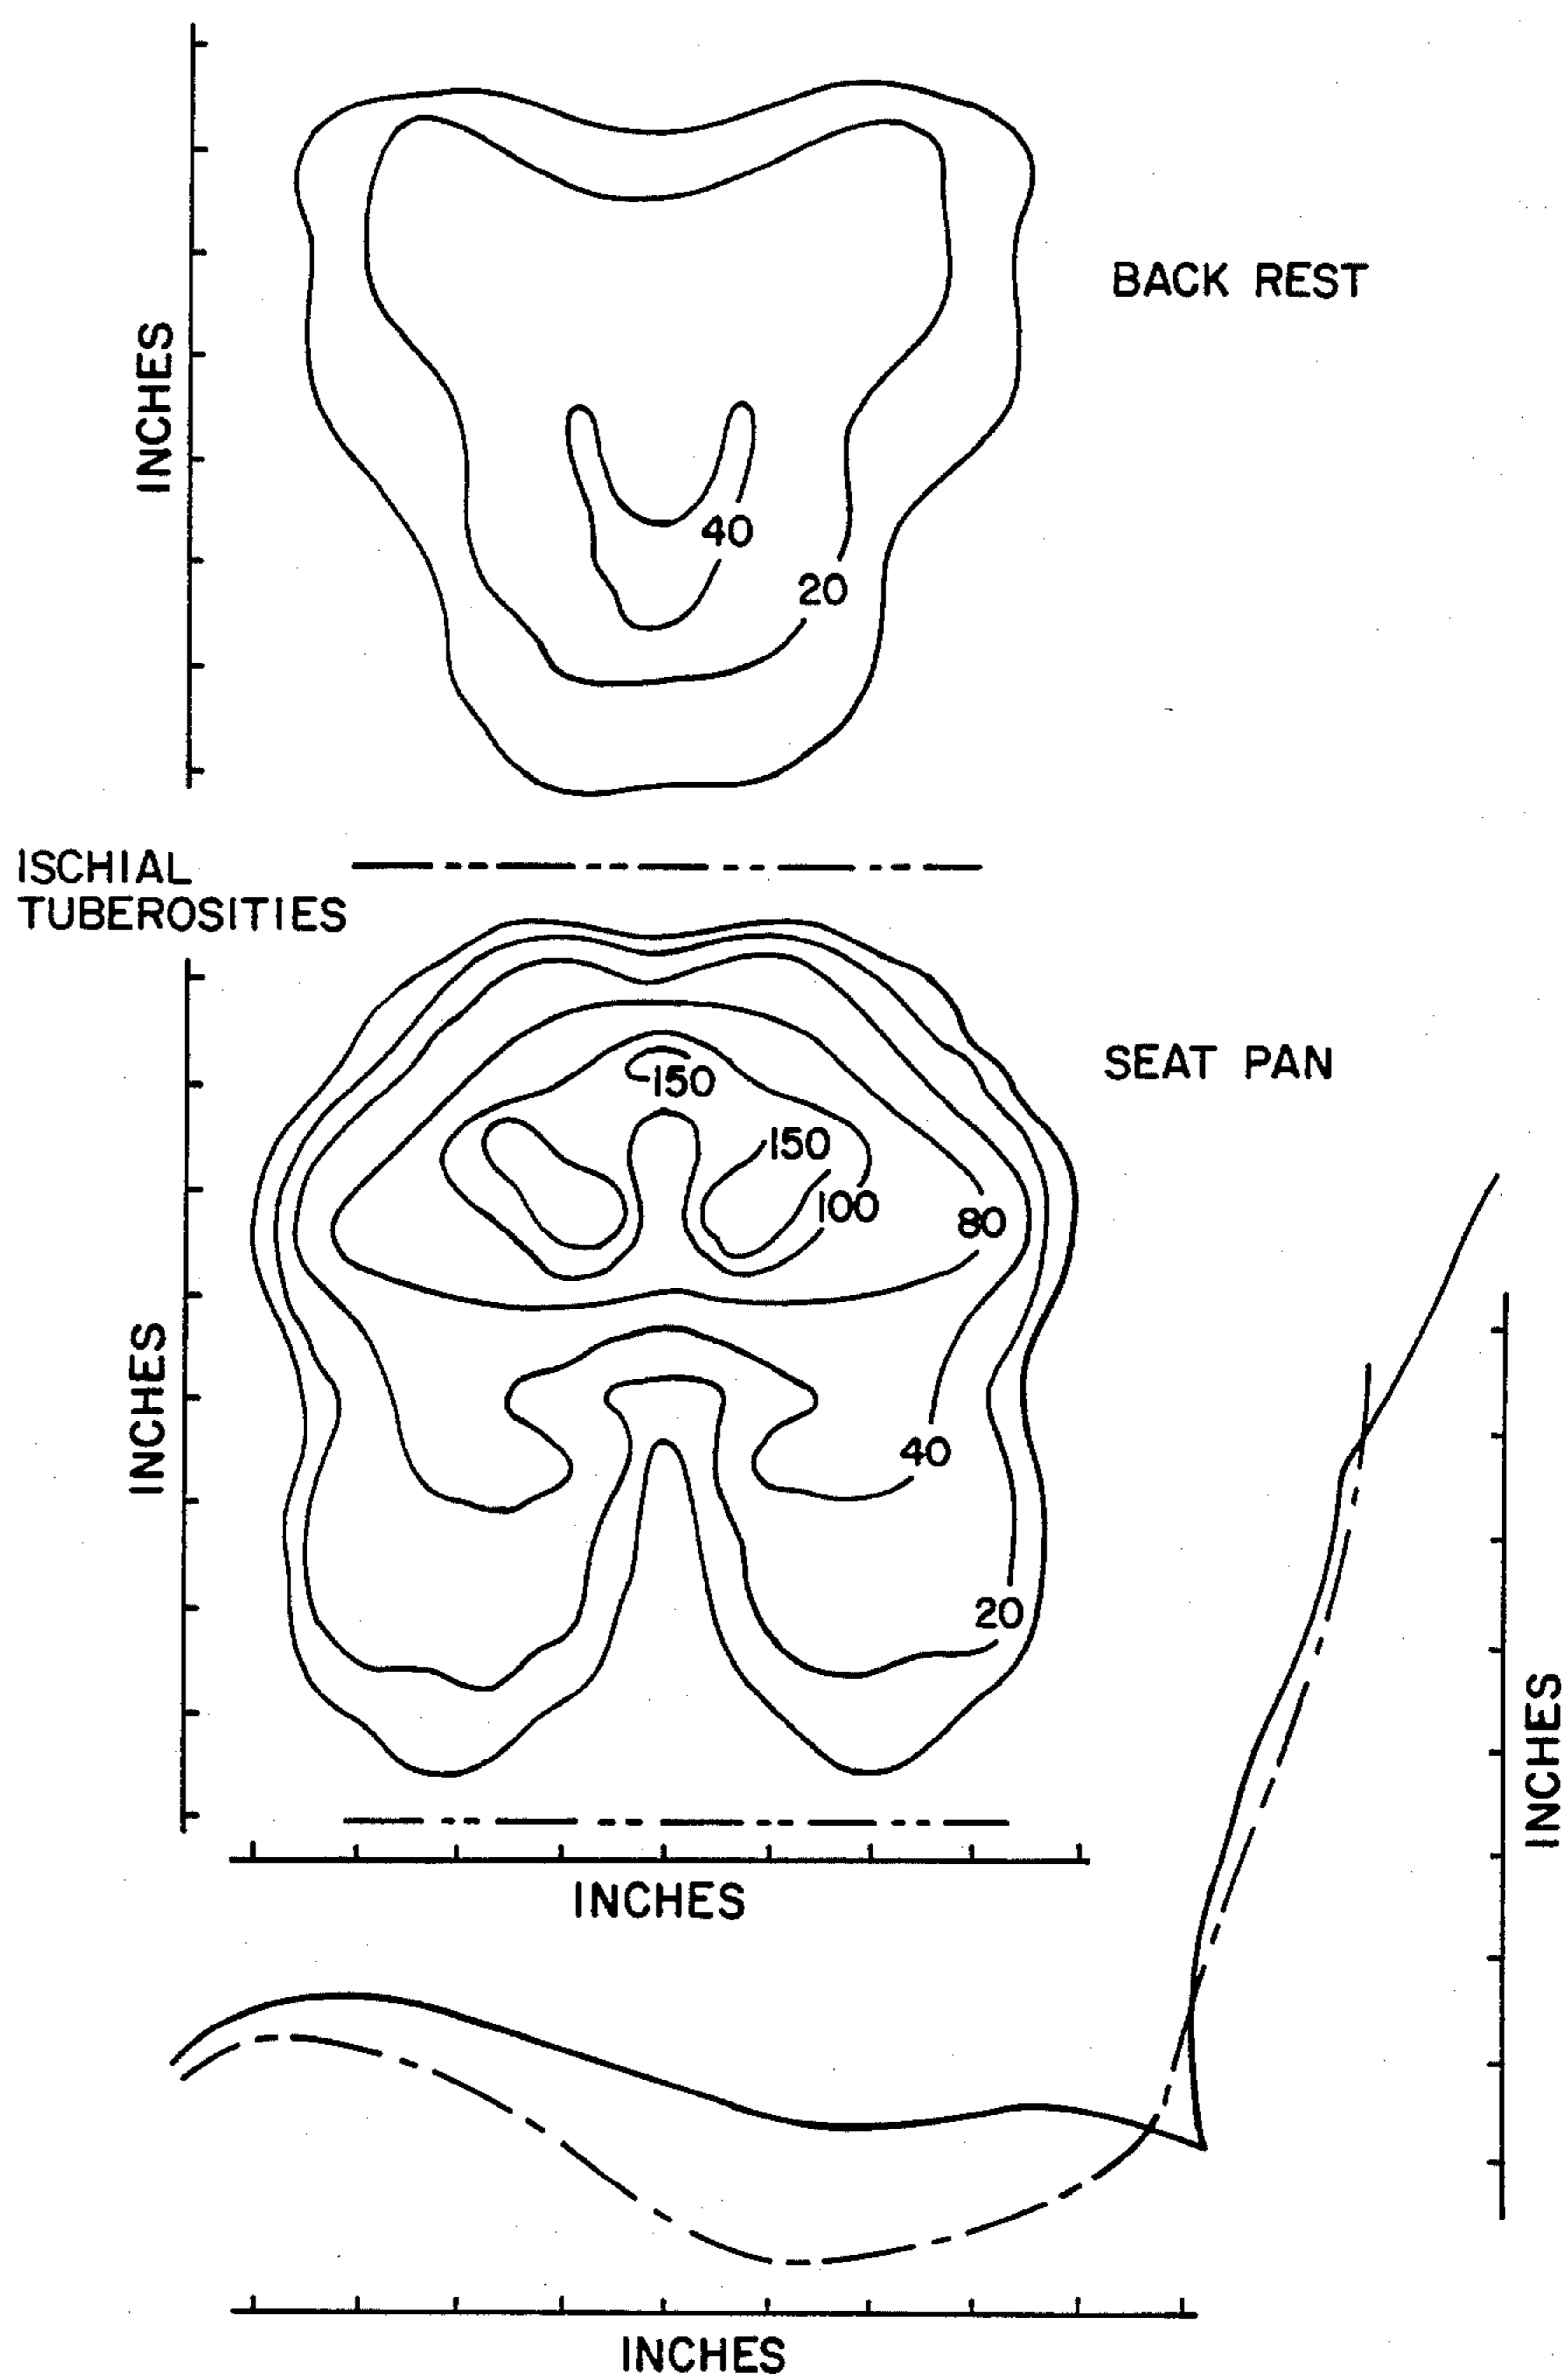 BACK REST
INCHES
40
20
ISCHIAL
TUBEROSITIES
SEAT PAN
150
150
100
80
INCHES
40
20
INCHES
INCHES
INCHES